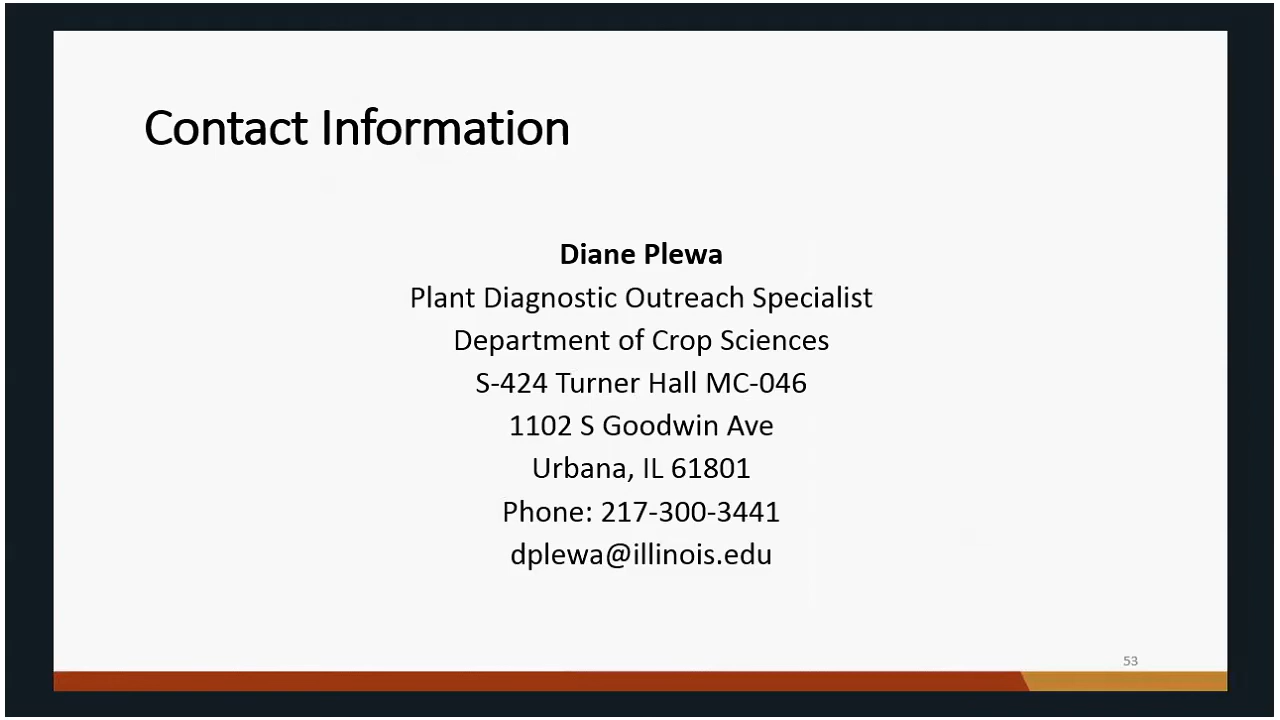 Contact Information
Diane Plewa
Plant Diagnostic Outreach Specialist
Department of Crop Sciences
S-424 Turner Hall MC-046
1102 S Goodwin Ave
Urbana, IL 61801
Phone: 217-300-3441
dplewa@illinois.edu
53